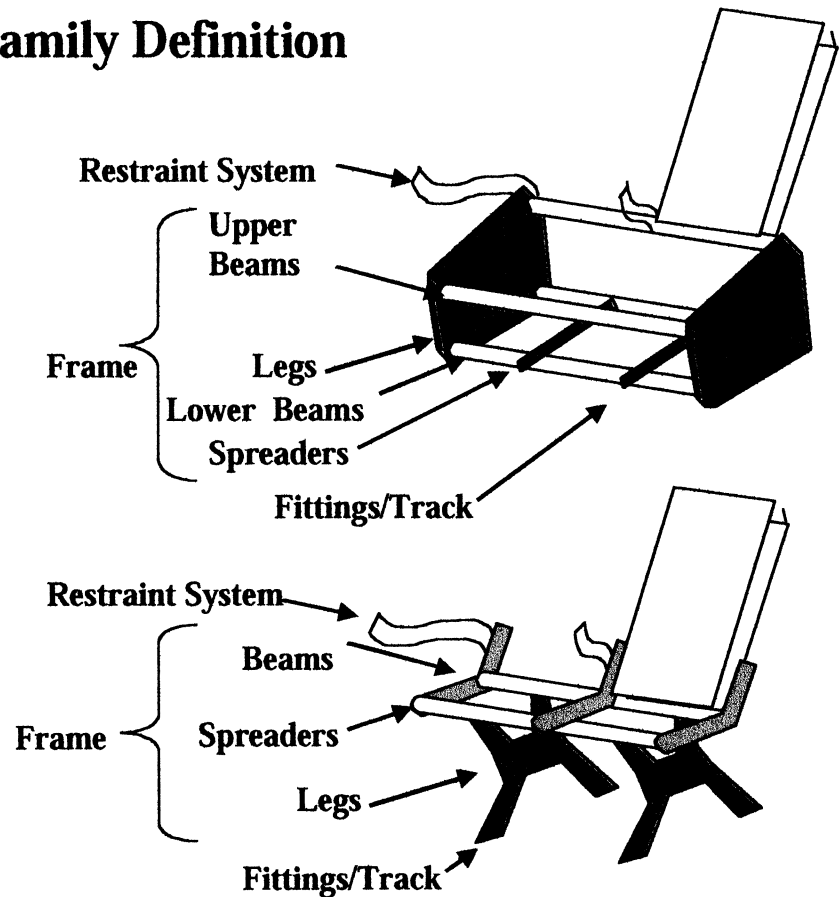 amily Definition
Restraint System
Upper
Beams
Frame
Legs
Lower Beams
Spreaders
Fittings/Track
Restraint System
Beams
Frame
Spreaders
Legs
Fittings/Track